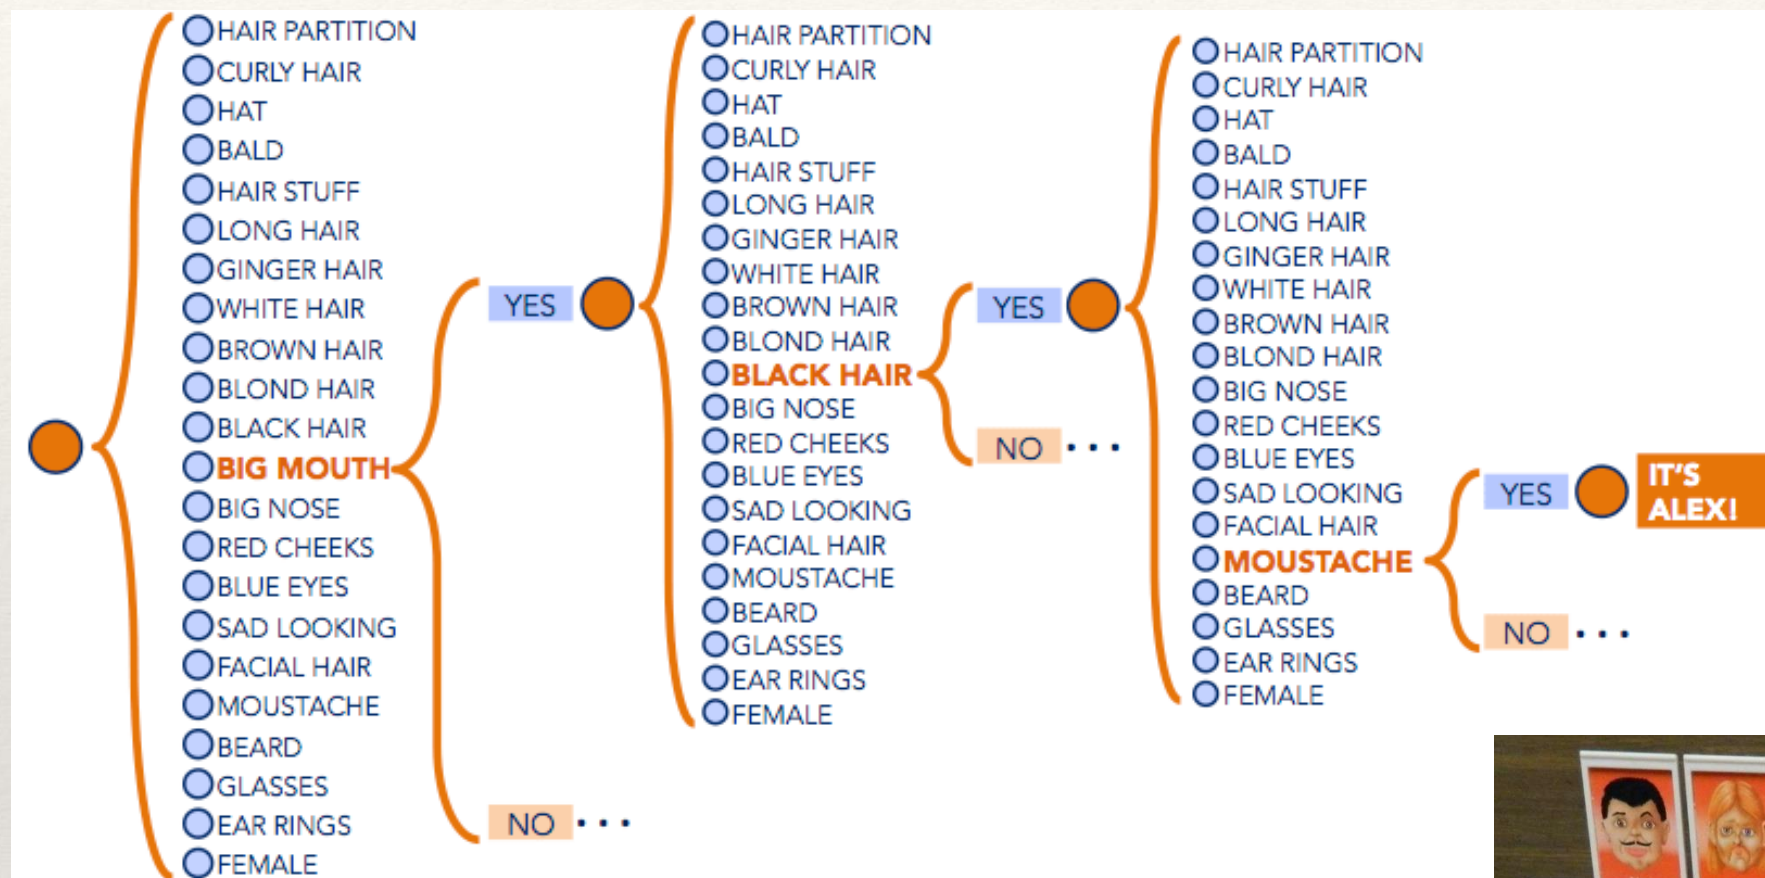 HAIR PARTITION
CURLY HAIR
HAT
BALD
HAIR STUFF
LONG HAIR
GINGER HAIR
WHITE HAIR
BROWN HAIR
BLOND HAIR
BLACK HAIR
BIG MOUTH
BIG NOSE
RED CHEEKS
BLUE EYES
SAD LOOKING
FACIAL HAIR
MOUSTACHE
BEARD
GLASSES
EAR RINGS
FEMALE
YES
NO ...
HAIR PARTITION
CURLY HAIR
HAT
BALD
HAIR STUFF
LONG HAIR
GINGER HAIR
WHITE HAIR
BROWN HAIR
BLOND HAIR
BLACK HAIR
BIG NOSE
RED CHEEKS
BLUE EYES
SAD LOOKING
FACIAL HAIR
MOUSTACHE
BEARD
GLASSES
EAR RINGS
FEMALE
YES
NO ...
HAIR PARTITION
CURLY HAIR
HAT
BALD
HAIR STUFF
LONG HAIR
GINGER HAIR
WHITE HAIR
BROWN HAIR
BLOND HAIR
BIG NOSE
RED CHEEKS
BLUE EYES
SAD LOOKING
FACIAL HAIR
MOUSTACHE
BEARD
GLASSES
EAR RINGS
FEMALE
YES
NO ...
IT'S
ALEX!